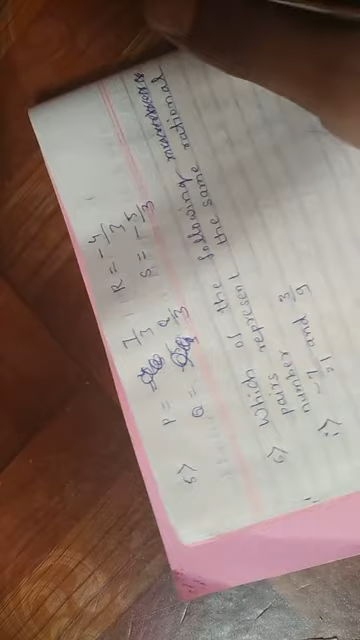 5) P = 7/3 R = -4/3
Q = 8/3 S = -5/3
6) Which of the following
pairs represent the same rational
number
i) -7/21 and 3/9